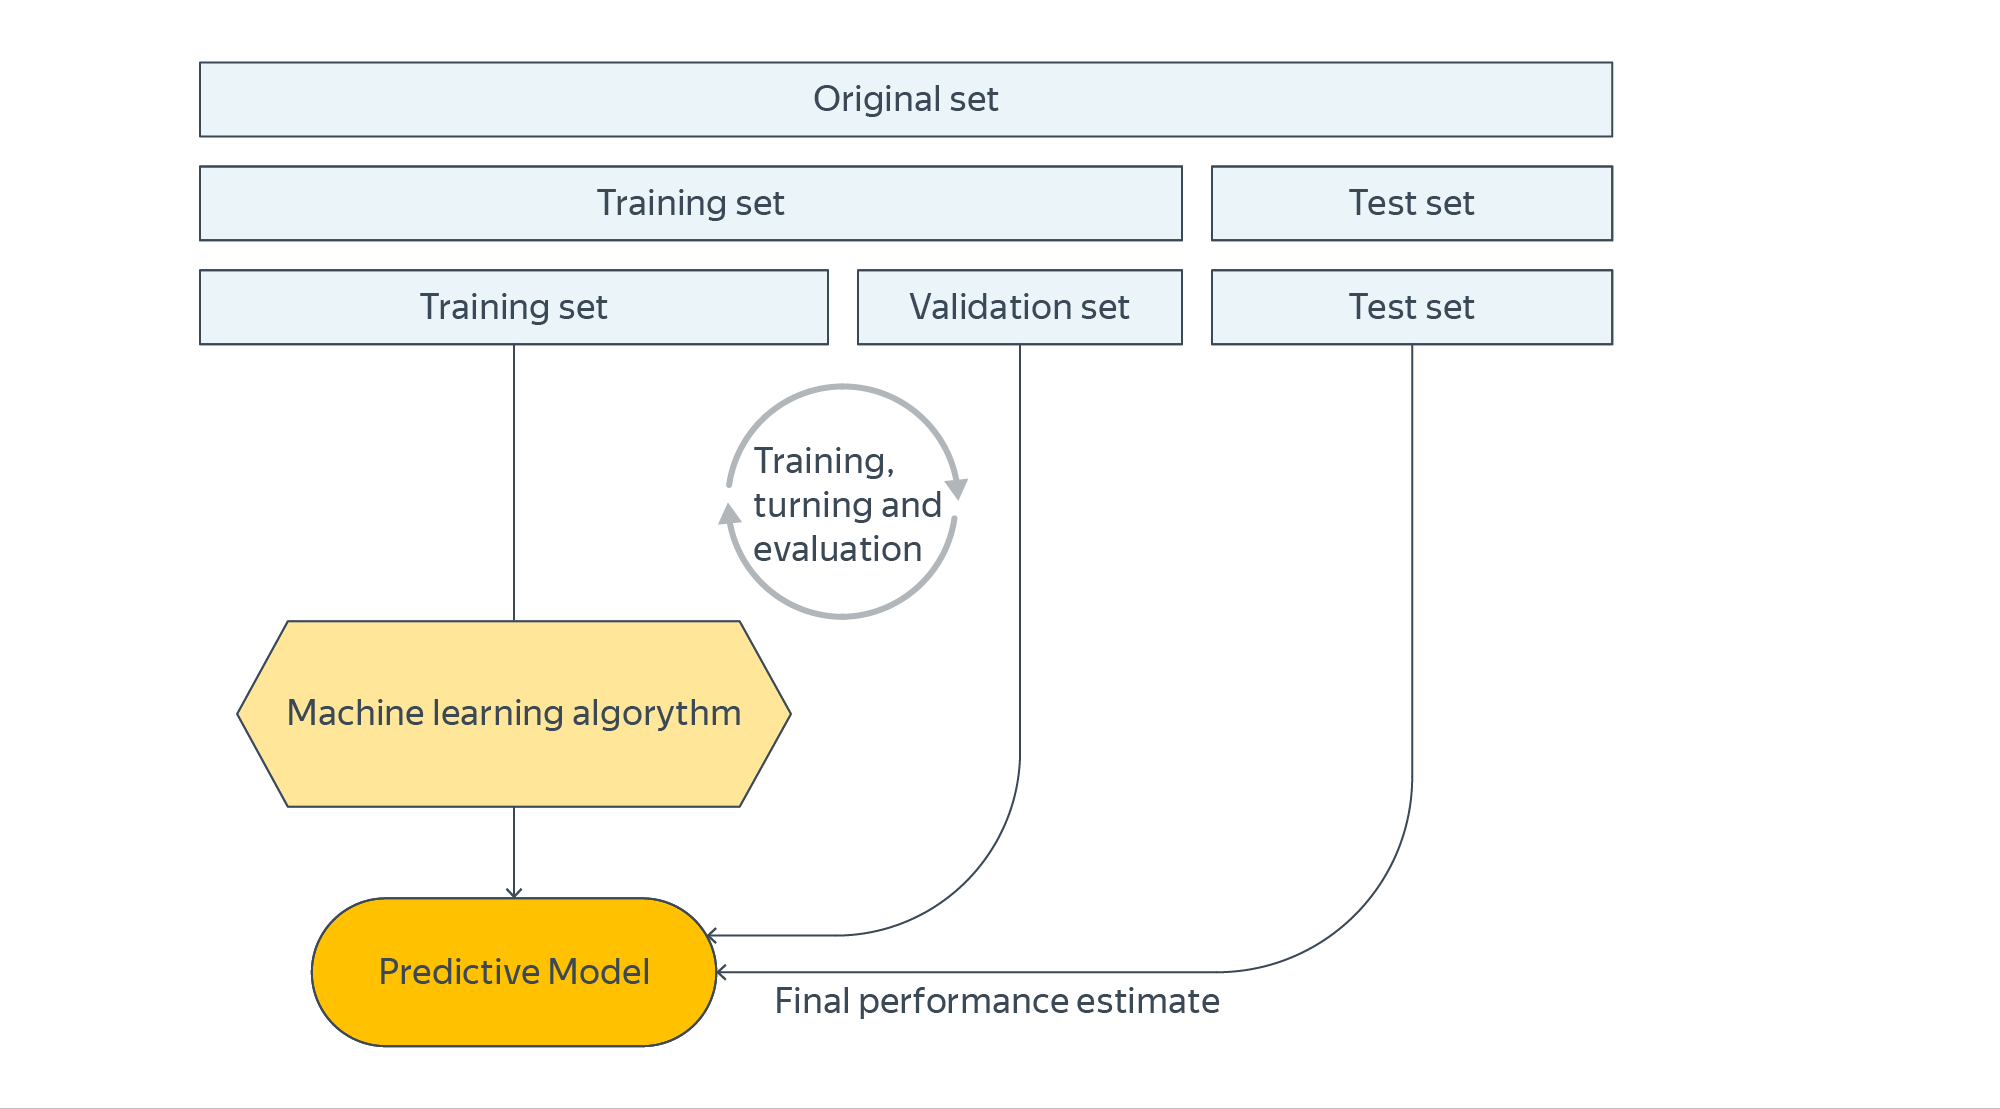 Original set
Training set
Test set
Training set
Validation set
Test set
Training,
turning and
evaluation
Machine learning algorythm
Predictive Model
Final performance estimate